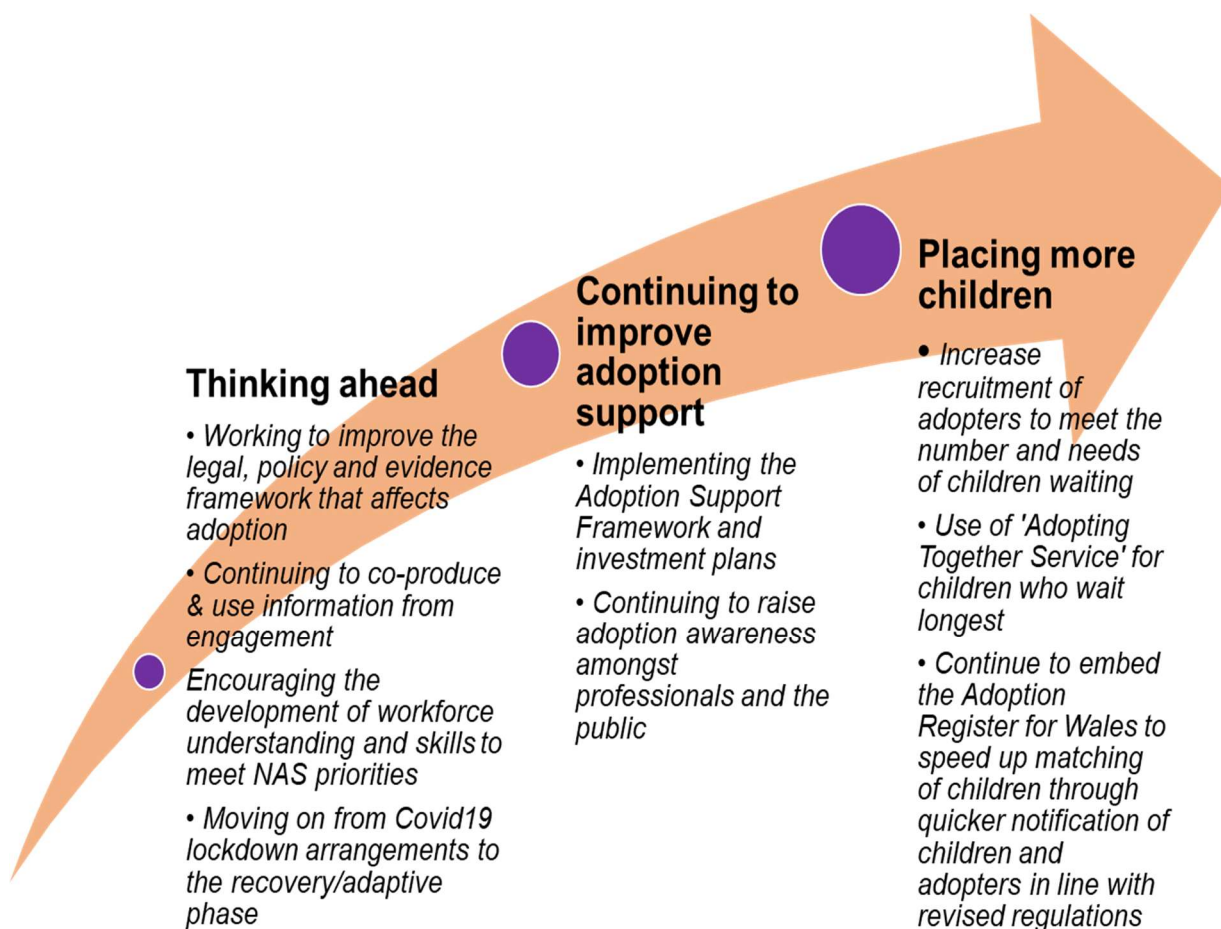 Thinking ahead
• Working to improve the
legal, policy and evidence
framework that affects
adoption
• Continuing to co-produce
& use information from
engagement
Encouraging the
development of workforce
understanding and skills to
meet NAS priorities
• Moving on from Covid19
lockdown arrangements to
the recovery/adaptive
phase
Continuing to
improve
adoption
support
• Implementing the
Adoption Support
Framework and
investment plans
• Continuing to raise
adoption awareness
amongst
professionals and the
public
Placing more
children
• Increase
recruitment of
adopters to meet the
number and needs
of children waiting
• Use of 'Adopting
Together Service' for
children who wait
longest
• Continue to embed
the Adoption
Register for Wales to
speed up matching
of children through
quicker notification of
children and
adopters in line with
revised regulations